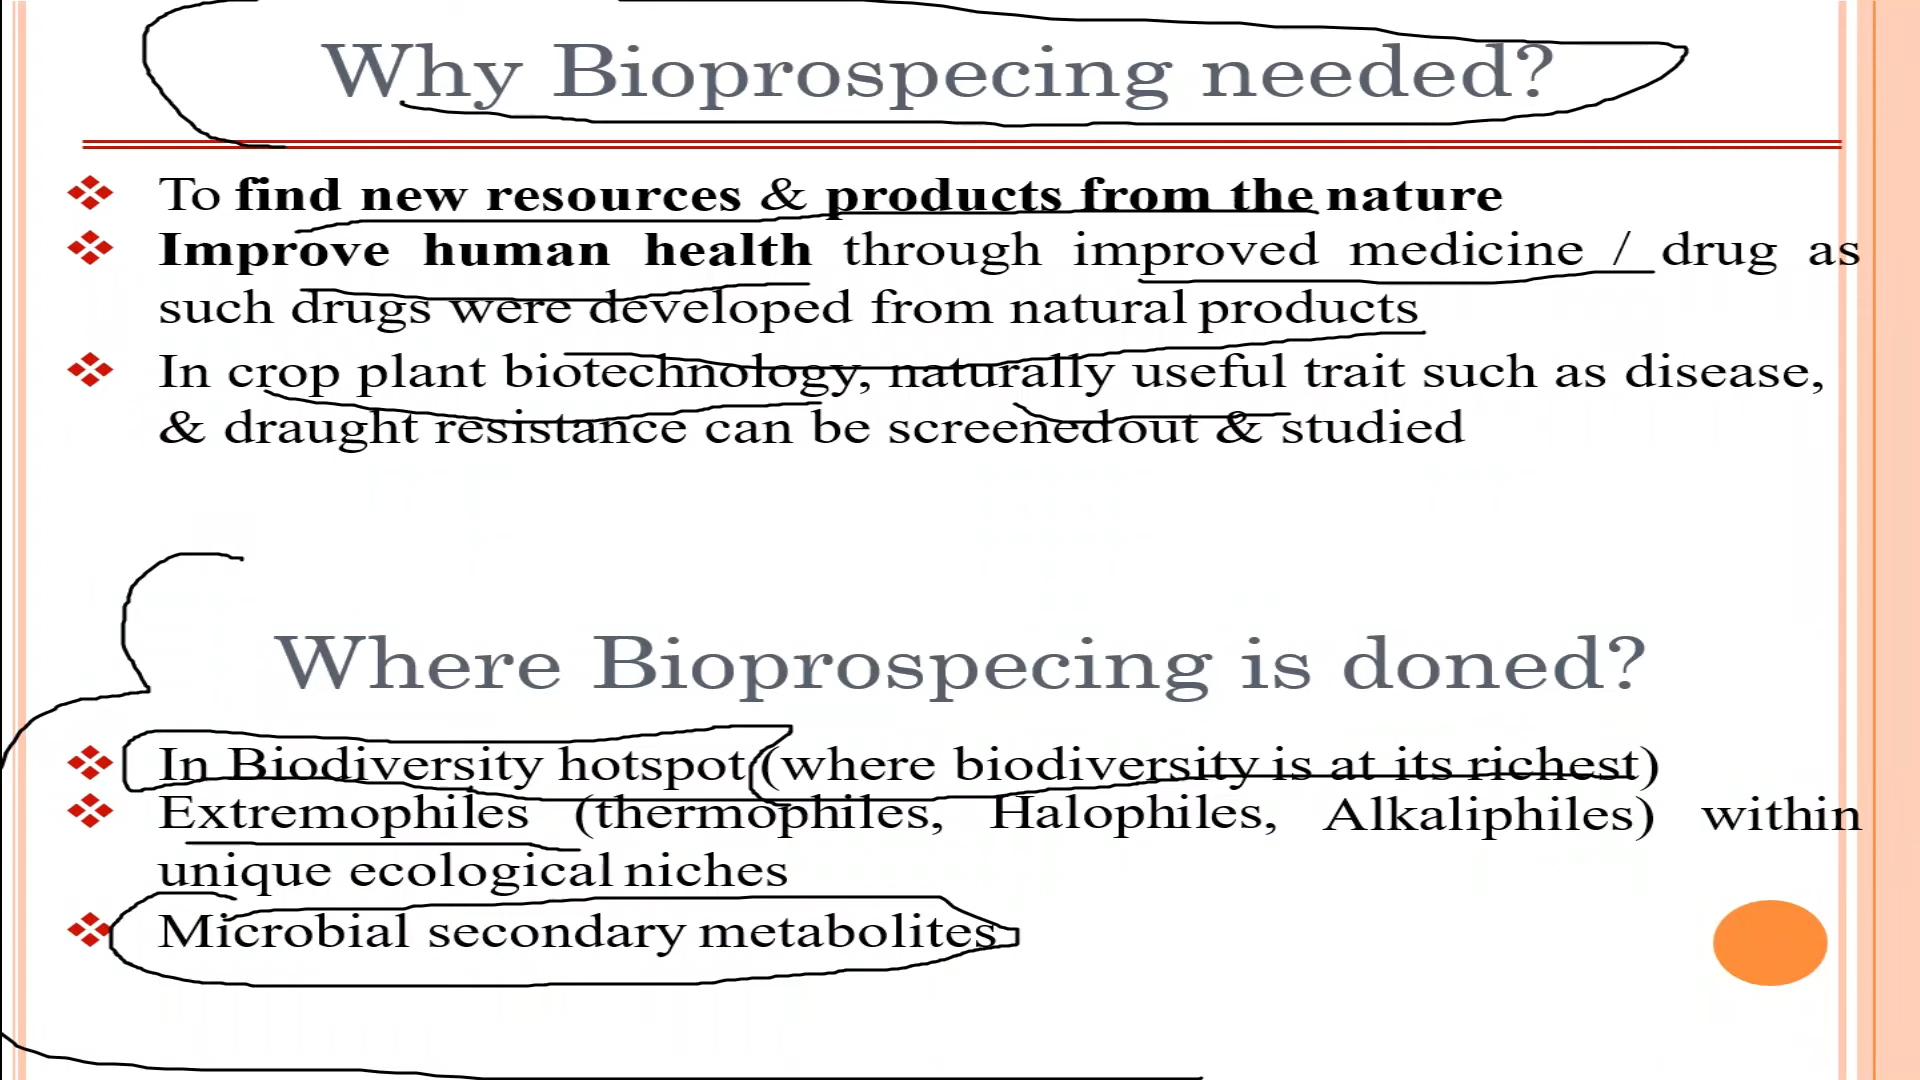 Why Bioprospecing needed?
To find new resources & products from the nature
Improve human health through improved medicine / drug as
such drugs were developed from natural products
In crop plant biotechnology, naturally useful trait such as disease,
& draught resistance can be screened out & studied
Where Bioprospecing is doned?
In Biodiversity hotspot (where biodiversity is at its richest)
Extremophiles (thermophiles, Halophiles, Alkaliphiles) within
unique ecological niches
Microbial secondary metabolites